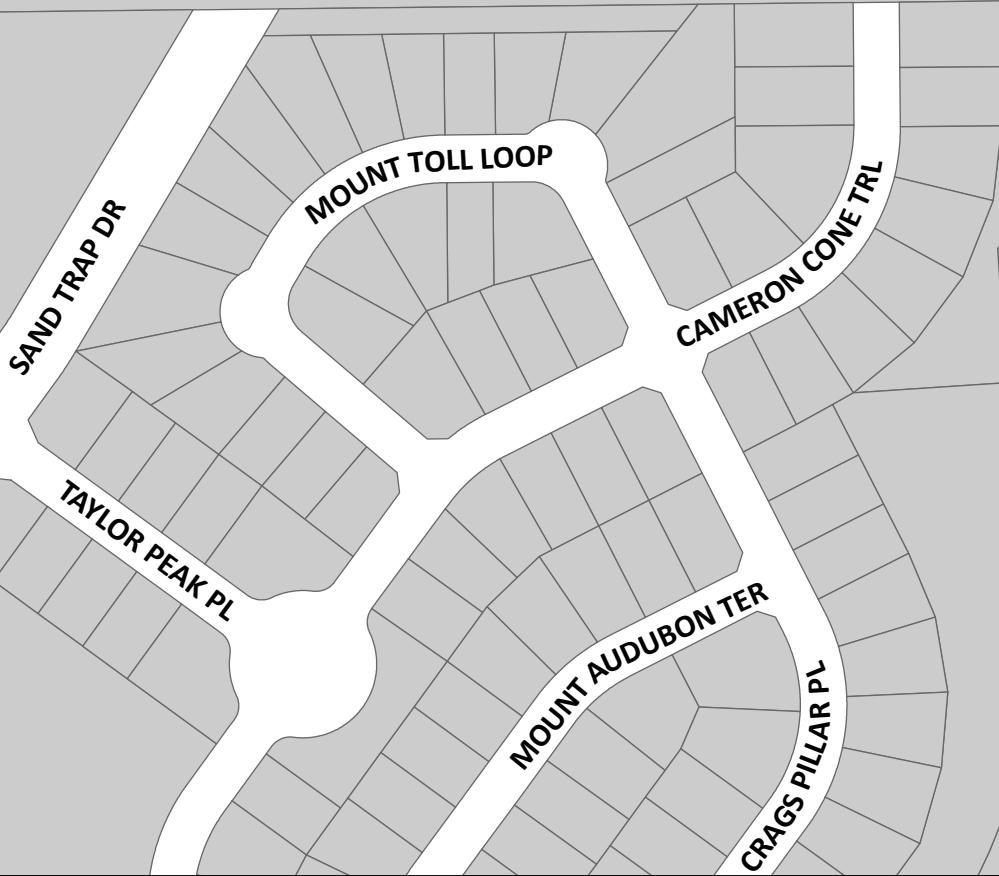 MOUNT TOLL LOOP
SAND TRAP DR
CAMERON CONE TRL
TAYLOR PEAK PL
MOUNT AUDUBON TER
CRAGS PILLAR PL